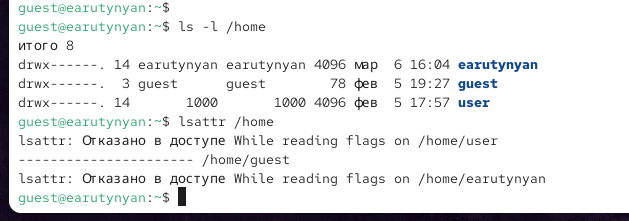 guest@earutynyan:~$
guest@earutynyan:~$ ls -l /home
итого 8
drwx------. 14 earutynyan earutynyan 4096 мар  6 16:04 earutynyan
drwx------.  3 guest      guest        78 фев  5 19:27 guest
drwx------. 14       1000       1000 4096 фев  5 17:57 user
guest@earutynyan:~$ lsattr /home
lsattr: Отказано в доступе While reading flags on /home/user
---------------------- /home/guest
lsattr: Отказано в доступе While reading flags on /home/earutynyan
guest@earutynyan:~$